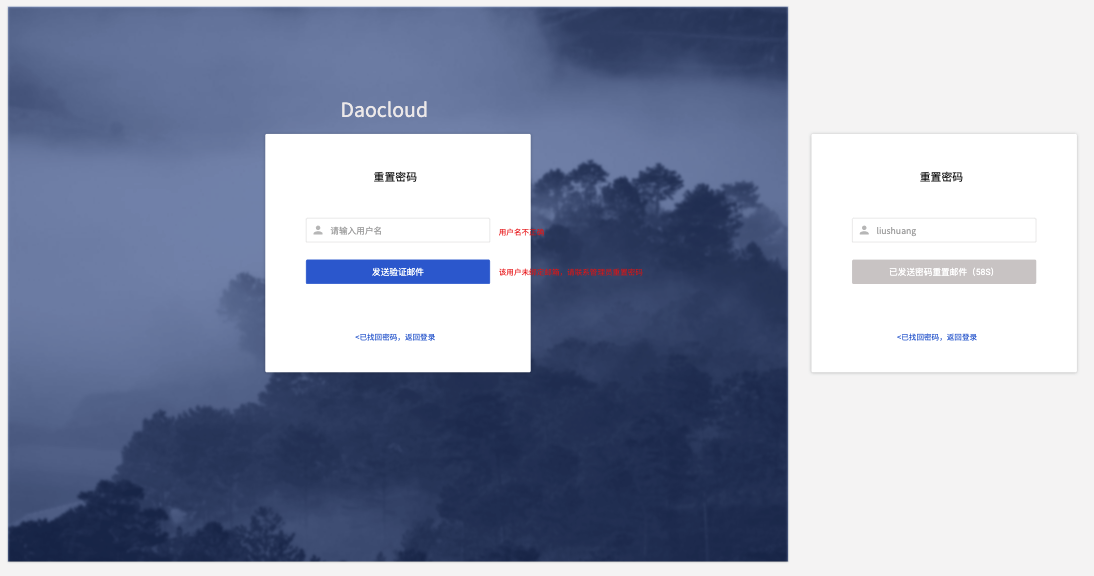 Daocloud
重置密码
请输入用户名
用户名不
发送验证邮件
该用户未
<已找回密码，返回登录
重置密码
liushuang
已发送密码重置邮件（58S）
<已找回密码，返回登录